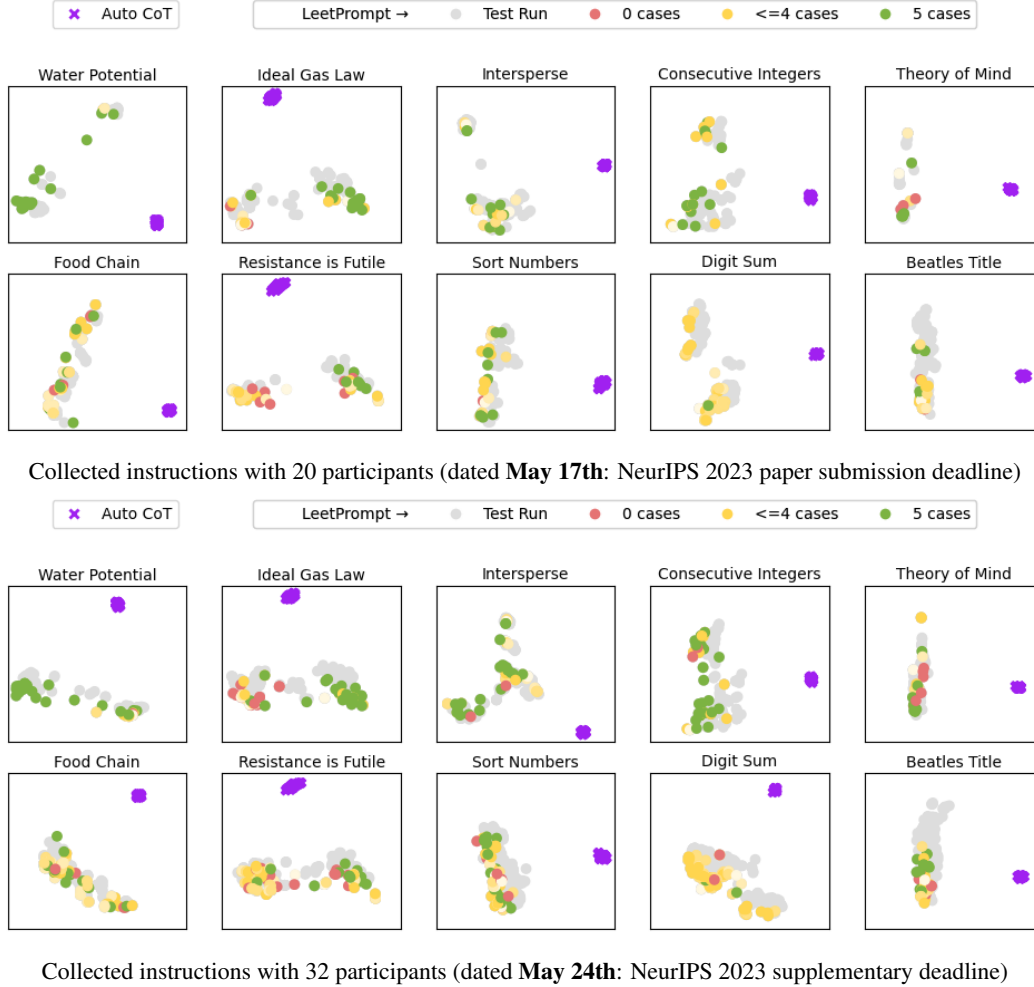 Auto CoT LeetPrompt → Test Run 0 cases <=4 cases 5 cases
Water Potential Ideal Gas Law Intersperse Consecutive Integers Theory of Mind
Food Chain Resistance is Futile Sort Numbers Digit Sum Beatles Title
Collected instructions with 20 participants (dated May 17th: NeurIPS 2023 paper submission deadline)
Auto CoT LeetPrompt → Test Run 0 cases <=4 cases 5 cases
Water Potential Ideal Gas Law Intersperse Consecutive Integers Theory of Mind
Food Chain Resistance is Futile Sort Numbers Digit Sum Beatles Title
Collected instructions with 32 participants (dated May 24th: NeurIPS 2023 supplementary deadline)